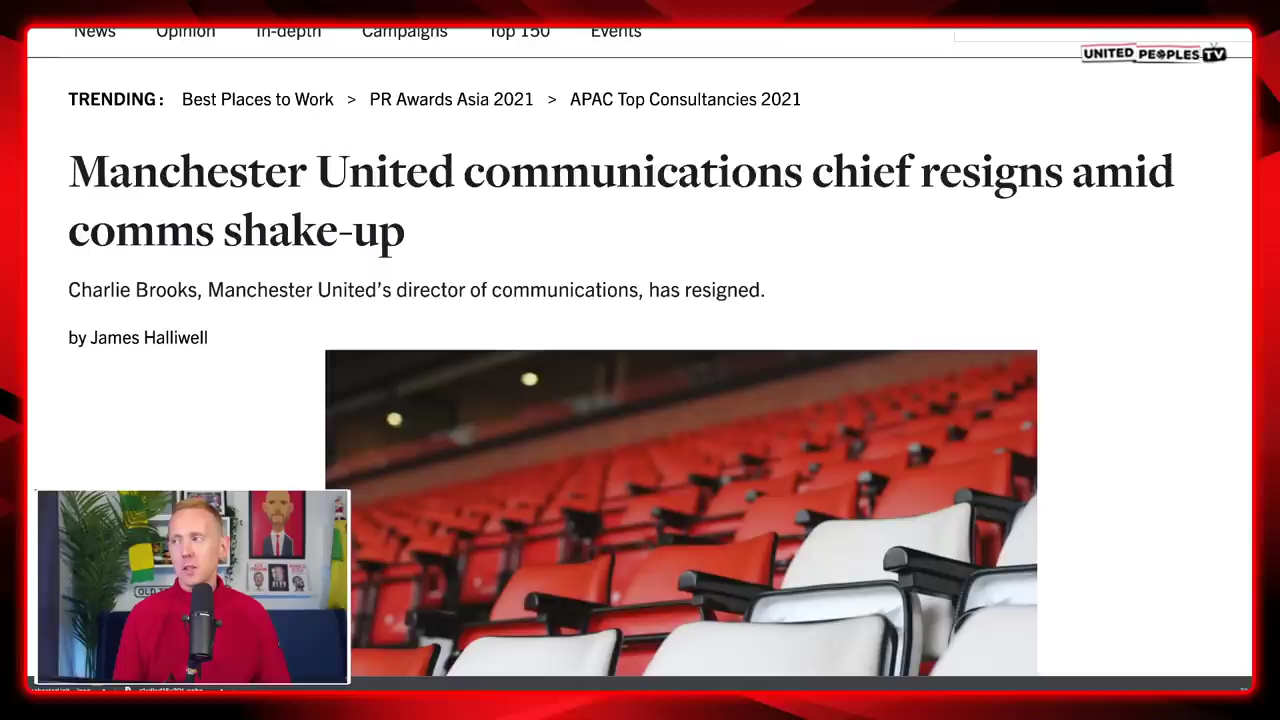 News Opinion In-depth Campaigns Top 150 Events
UNITED PEOPLES TV
TRENDING: Best Places to Work > PR Awards Asia 2021 > APAC Top Consultancies 2021
Manchester United communications chief resigns amid
comms shake-up
Charlie Brooks, Manchester United's director of communications, has resigned.
by James Halliwell
OLD